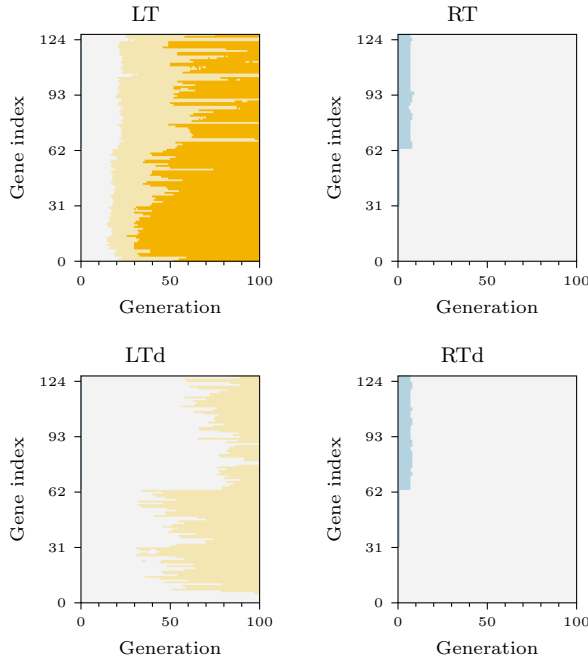 LT
RT
124
93
62
31
0
Gene index
0
50
100
Generation
124
93
62
31
0
Gene index
0
50
100
Generation
LTd
RTd
124
93
62
31
0
Gene index
0
50
100
Generation
124
93
62
31
0
Gene index
0
50
100
Generation